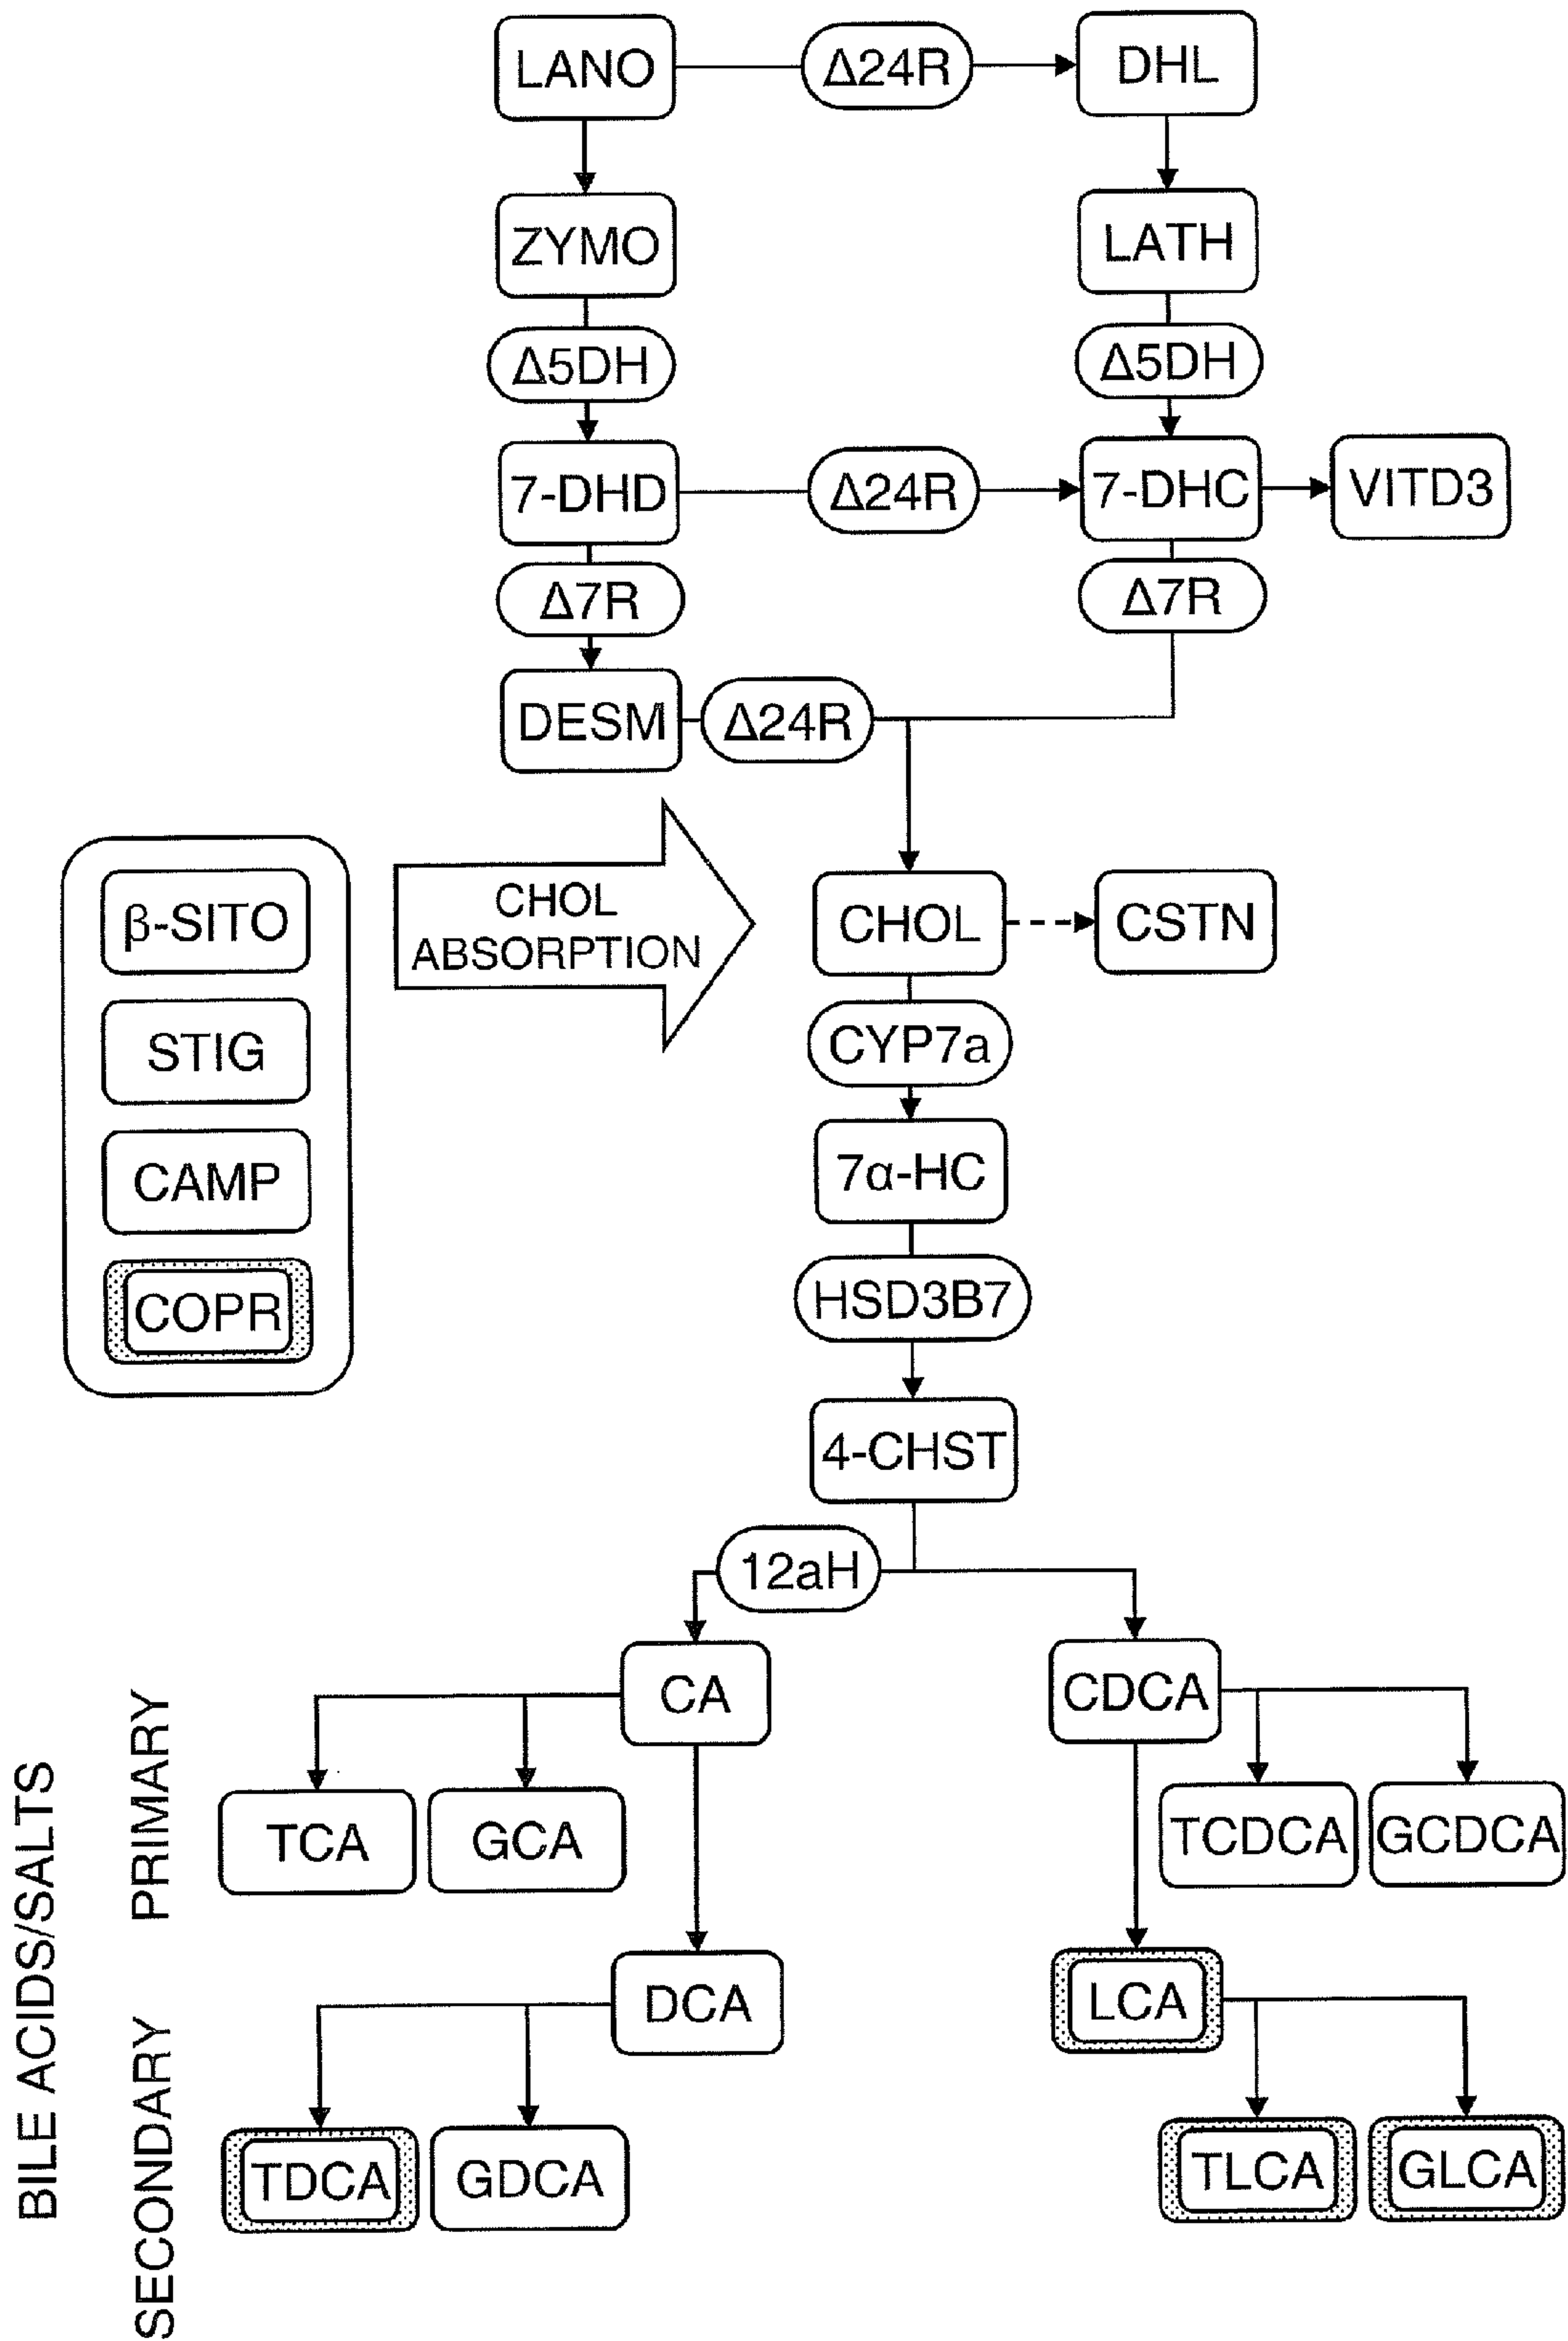 LANO
Δ24R
DHL
ZYMO
LATH
Δ5DH
Δ5DH
7-DHD
Δ24R
7-DHC
VITD3
Δ7R
Δ7R
DESM
Δ24R
β-SITO
STIG
CAMP
COPR
CHOL
ABSORPTION
CHOL
CSTN
CYP7a
7α-HC
HSD3B7
4-CHST
12aH
CA
CDCA
TCA
GCA
TCDCA
GCDCA
DCA
LCA
TDCA
GDCA
TLCA
GLCA
BILE ACIDS/SALTS
PRIMARY
SECONDARY